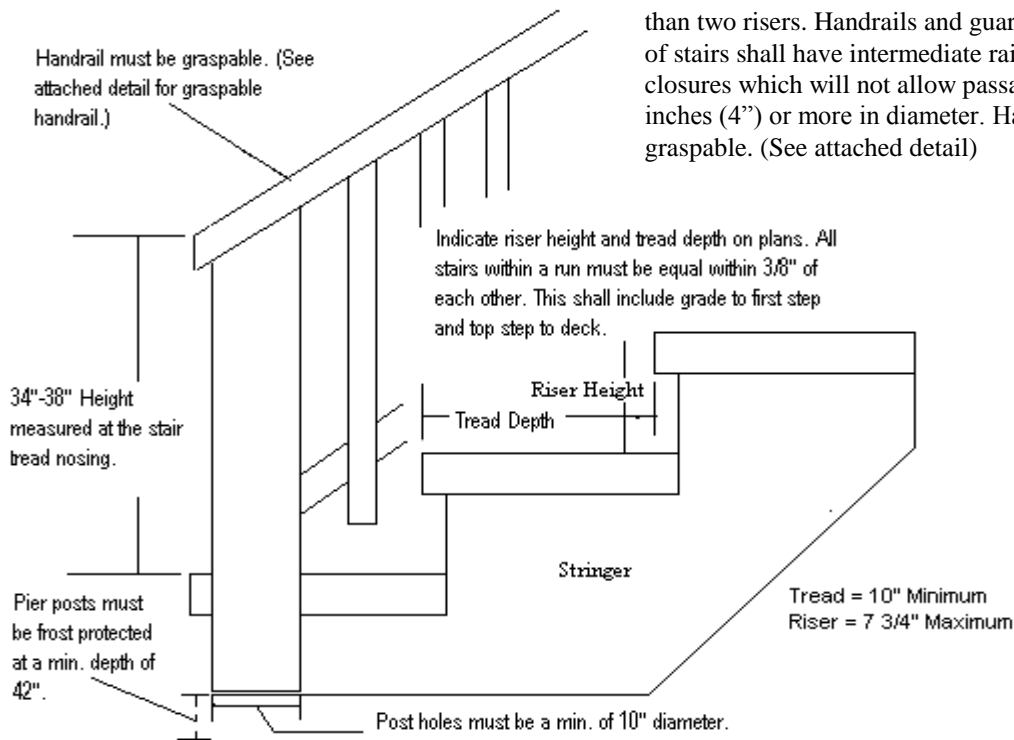 than two risers. Handrails and
of stairs shall have intermediate
closures which will not allow
inches (4”) or more in diameter.
graspable. (See attached detail)
Handrail must be graspable. (See
attached detail for graspable
handrail.)
Indicate riser height and tread depth on plans. All
stairs within a run must be equal within 3/8" of
each other. This shall include grade to first step
and top step to deck.
Riser Height
Tread Depth
34"-38" Height
measured at the stair
tread nosing.
Stringer
Tread = 10" Minimum
Riser = 7 3/4" Maximum
Pier posts must
be frost protected
at a min. depth of
42".
Post holes must be a min. of 10" diameter.